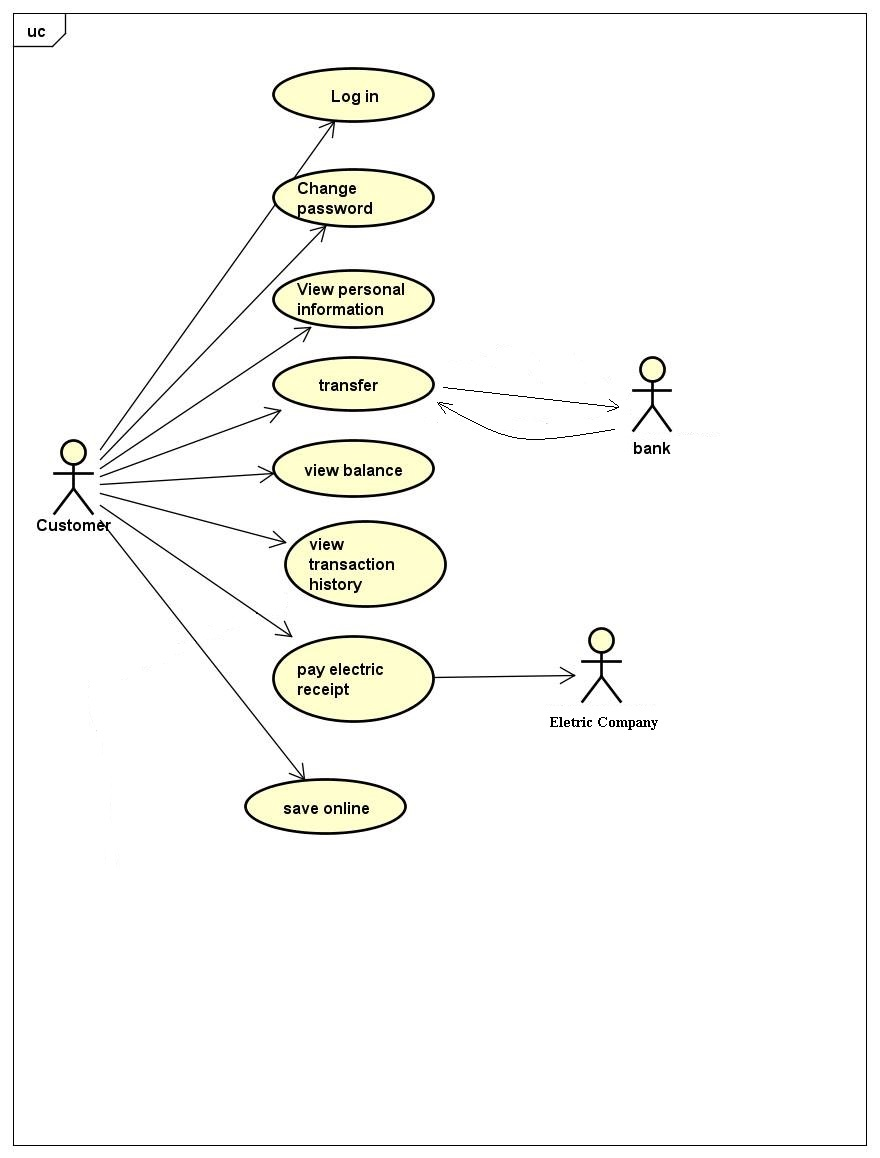 uc
Log in
Change
password
View personal
information
transfer
bank
view balance
Customer
view
transaction
history
pay electric
receipt
Eletric Company
save online